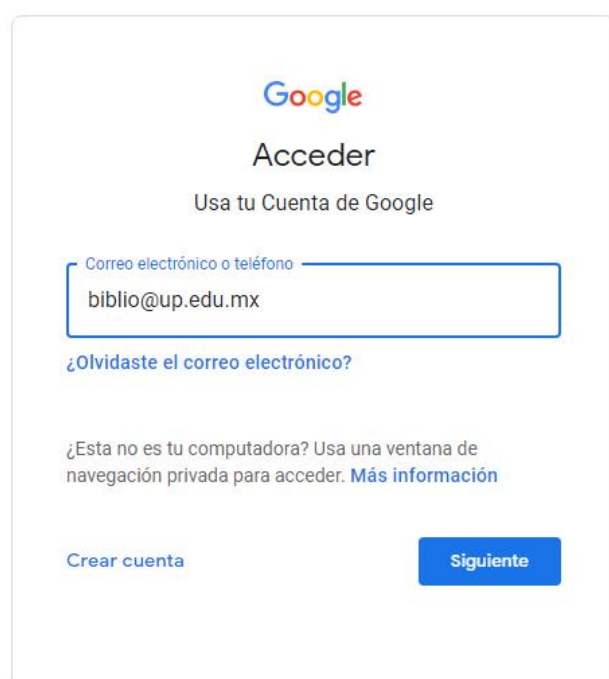 Google
Acceder
Usa tu Cuenta de Google
Correo electrónico o teléfono
biblio@up.edu.mx
¿Olvidaste el correo electrónico?
¿Esta no es tu computadora? Usa una ventana de
navegación privada para acceder. Más información
Crear cuenta
Siguiente